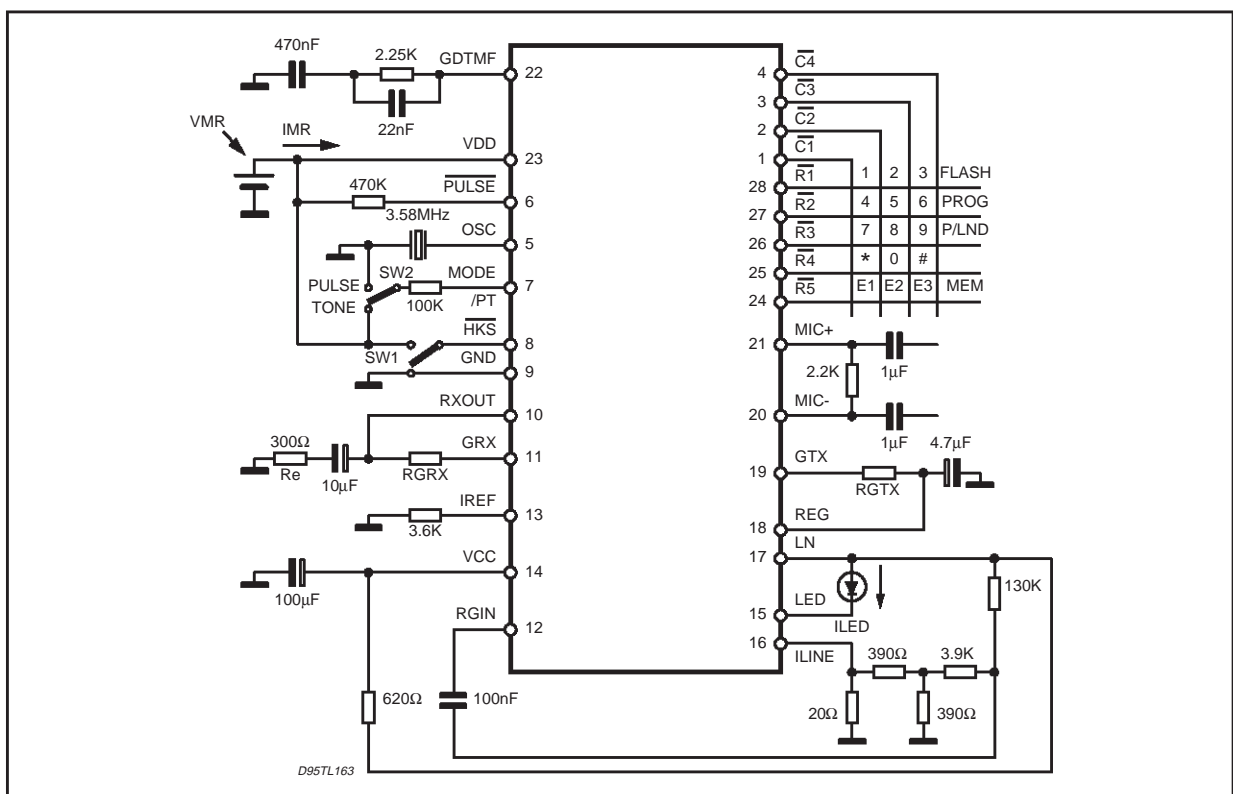 470nF
2.25K
GDTMF
22
22nF
VMR
IMR
VDD
23
470K
PULSE
6
3.58MHz
OSC
5
PULSE
SW2
MODE
7
TONE
100K
/PT
HKS
8
SW1
GND
9
RXOUT
10
300Ω
GRX
11
Re
10µF
RGRX
IREF
13
3.6K
VCC
14
100µF
RGIN
12
620Ω
100nF
D95TL163
4
C4
3
C3
2
C2
1
C1
28
R1
1 2 3 FLASH
27
R2
4 5 6 PROG
26
R3
7 8 9 P/LND
25
R4
* 0 #
24
R5
E1 E2 E3 MEM
21
MIC+
1µF
2.2K
20
MIC-
1µF
4.7µF
19
GTX
RGTX
18
REG
17
LN
130K
15
LED
ILED
16
ILINE
390Ω
3.9K
20Ω
390Ω